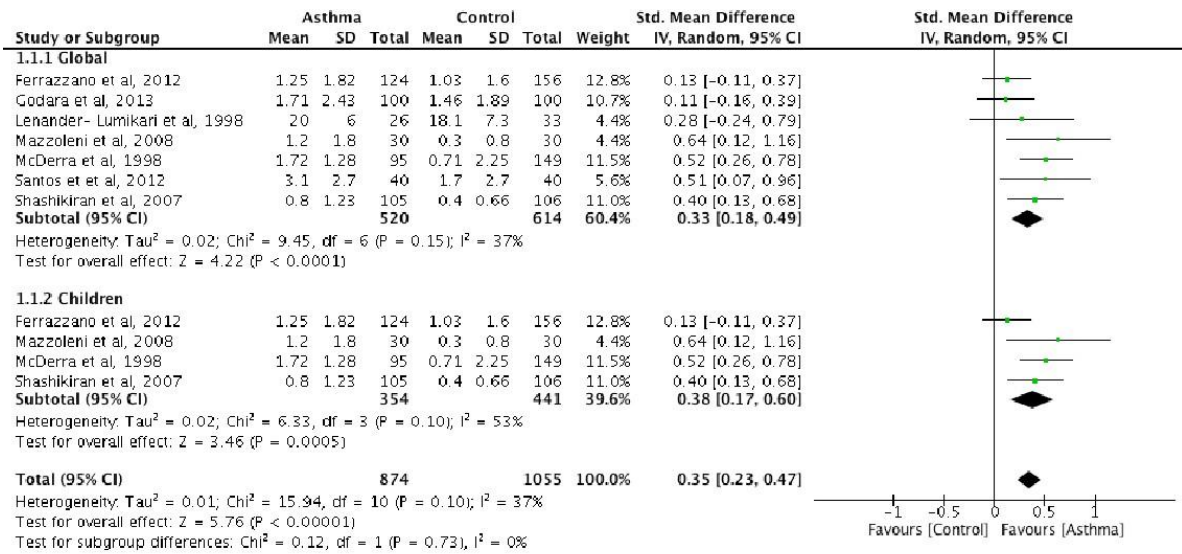 Asthma Control Std. Mean Difference Std. Mean Difference
Study or Subgroup Mean SD Total Mean SD Total Weight IV, Random, 95% CI IV, Random, 95% CI
1.1.1 Global
Ferrazzano et al, 2012 1.25 1.82 124 1.03 1.6 156 12.8% 0.13 [-0.11, 0.37]
Godara et al, 2013 1.71 2.43 100 1.46 1.89 100 10.7% 0.11 [-0.16, 0.39]
Lenander- Lumikari et al, 1998 20 6 26 18.1 7.3 33 4.4% 0.28 [-0.24, 0.79]
Mazzoleni et al, 2008 1.2 1.8 30 0.3 0.8 30 4.4% 0.64 [0.12, 1.16]
McDerra et al, 1998 1.72 1.28 95 0.71 2.25 149 11.5% 0.52 [0.26, 0.78]
Santos et et al, 2012 3.1 2.7 40 1.7 2.7 40 5.6% 0.51 [0.07, 0.96]
Shashikiran et al, 2007 0.8 1.23 105 0.4 0.66 106 11.0% 0.40 [0.13, 0.68]
Subtotal (95% CI) 520 614 60.4% 0.33 [0.18, 0.49]
Heterogeneity: Tau² = 0.02; Chi² = 9.45, df = 6 (P = 0.15); I² = 37%
Test for overall effect: Z = 4.22 (P < 0.0001)
1.1.2 Children
Ferrazzano et al, 2012 1.25 1.82 124 1.03 1.6 156 12.8% 0.13 [-0.11, 0.37]
Mazzoleni et al, 2008 1.2 1.8 30 0.3 0.8 30 4.4% 0.64 [0.12, 1.16]
McDerra et al, 1998 1.72 1.28 95 0.71 2.25 149 11.5% 0.52 [0.26, 0.78]
Shashikiran et al, 2007 0.8 1.23 105 0.4 0.66 106 11.0% 0.40 [0.13, 0.68]
Subtotal (95% CI) 354 441 39.6% 0.38 [0.17, 0.60]
Heterogeneity: Tau² = 0.02; Chi² = 6.33, df = 3 (P = 0.10); I² = 53%
Test for overall effect: Z = 3.46 (P = 0.0005)
Total (95% CI) 874 1055 100.0% 0.35 [0.23, 0.47]
Heterogeneity: Tau² = 0.01; Chi² = 15.94, df = 10 (P = 0.10); I² = 37%
Test for overall effect: Z = 5.76 (P < 0.00001)
Test for subgroup differences: Chi² = 0.12, df = 1 (P = 0.73), I² = 0%
-1 -0.5 0 0.5 1
Favours [Control] Favours [Asthma]